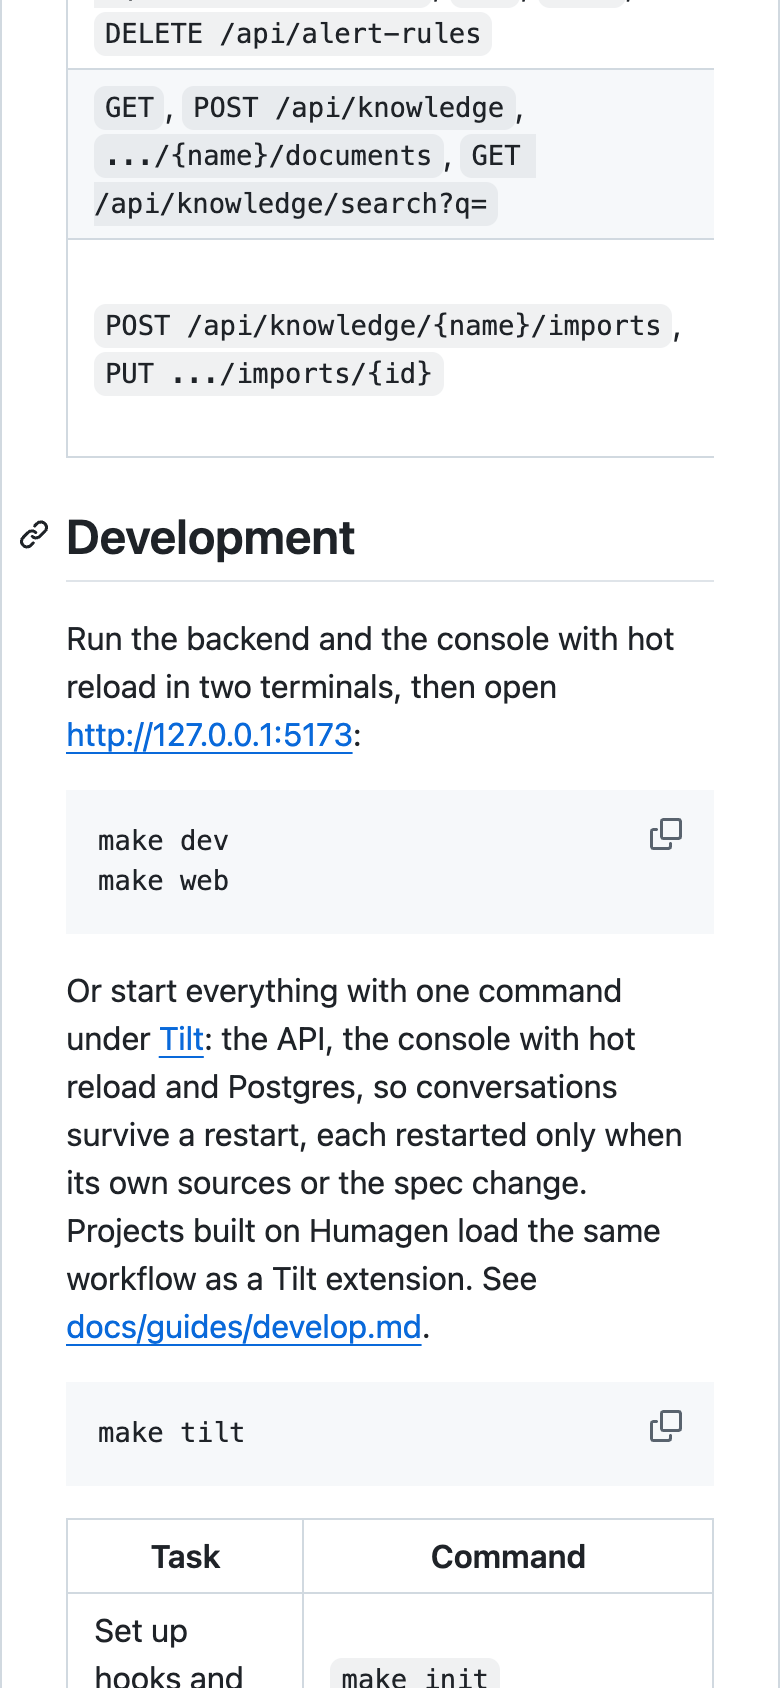 DELETE /api/alert-rules
GET, POST /api/knowledge,
.../{name}/documents, GET
/api/knowledge/search?q=
POST /api/knowledge/{name}/imports,
PUT .../imports/{id}
Development
Run the backend and the console with hot
reload in two terminals, then open
http://127.0.0.1:5173:
make dev
make web
Or start everything with one command
under Tilt: the API, the console with hot
reload and Postgres, so conversations
survive a restart, each restarted only when
its own sources or the spec change.
Projects built on Humagen load the same
workflow as a Tilt extension. See
docs/guides/develop.md.
make tilt
Task Command
Set up
hooks and make init